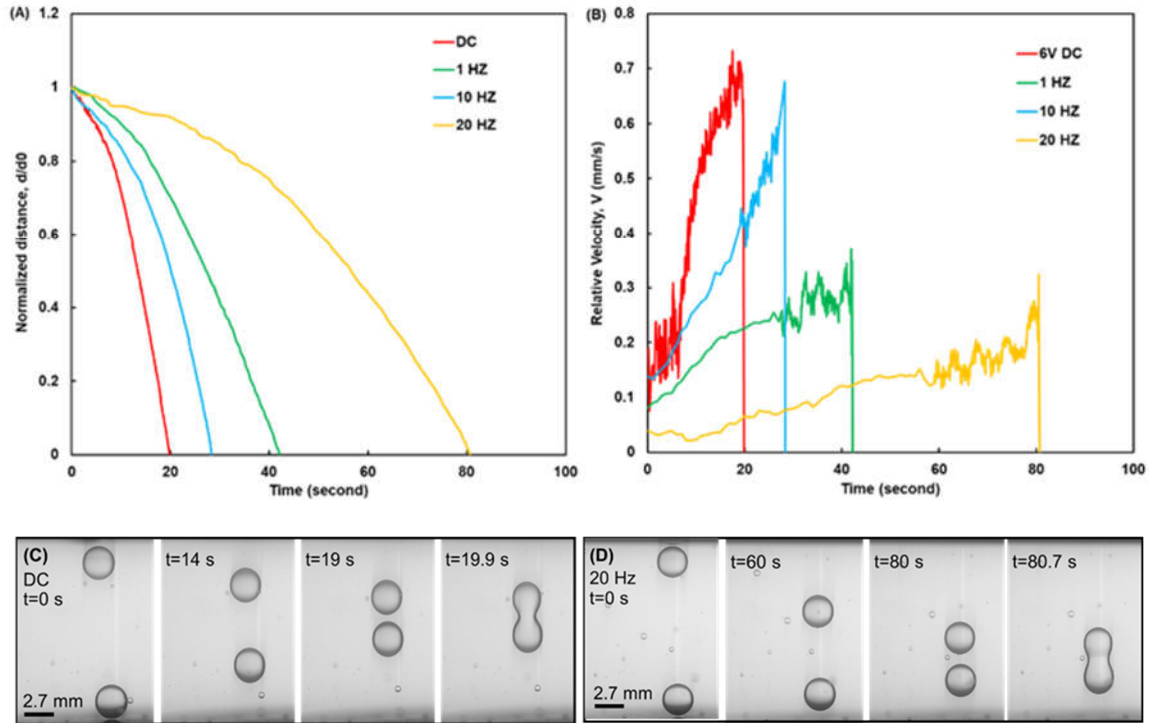 (A)
1.2
1
0.8
0.6
0.4
0.2
0
Normalized distance, d/d0
DC
1 HZ
10 HZ
20 HZ
0 20 40 60 80 100
Time (second)
(B)
0.8
0.7
0.6
0.5
0.4
0.3
0.2
0.1
0
Relative Velocity, V (mm/s)
6V DC
1 HZ
10 HZ
20 HZ
0 20 40 60 80 100
Time (second)
(C)
DC
t=0 s
2.7 mm
t=14 s
t=19 s
t=19.9 s
(D)
20 Hz
t=0 s
2.7 mm
t=60 s
t=80 s
t=80.7 s